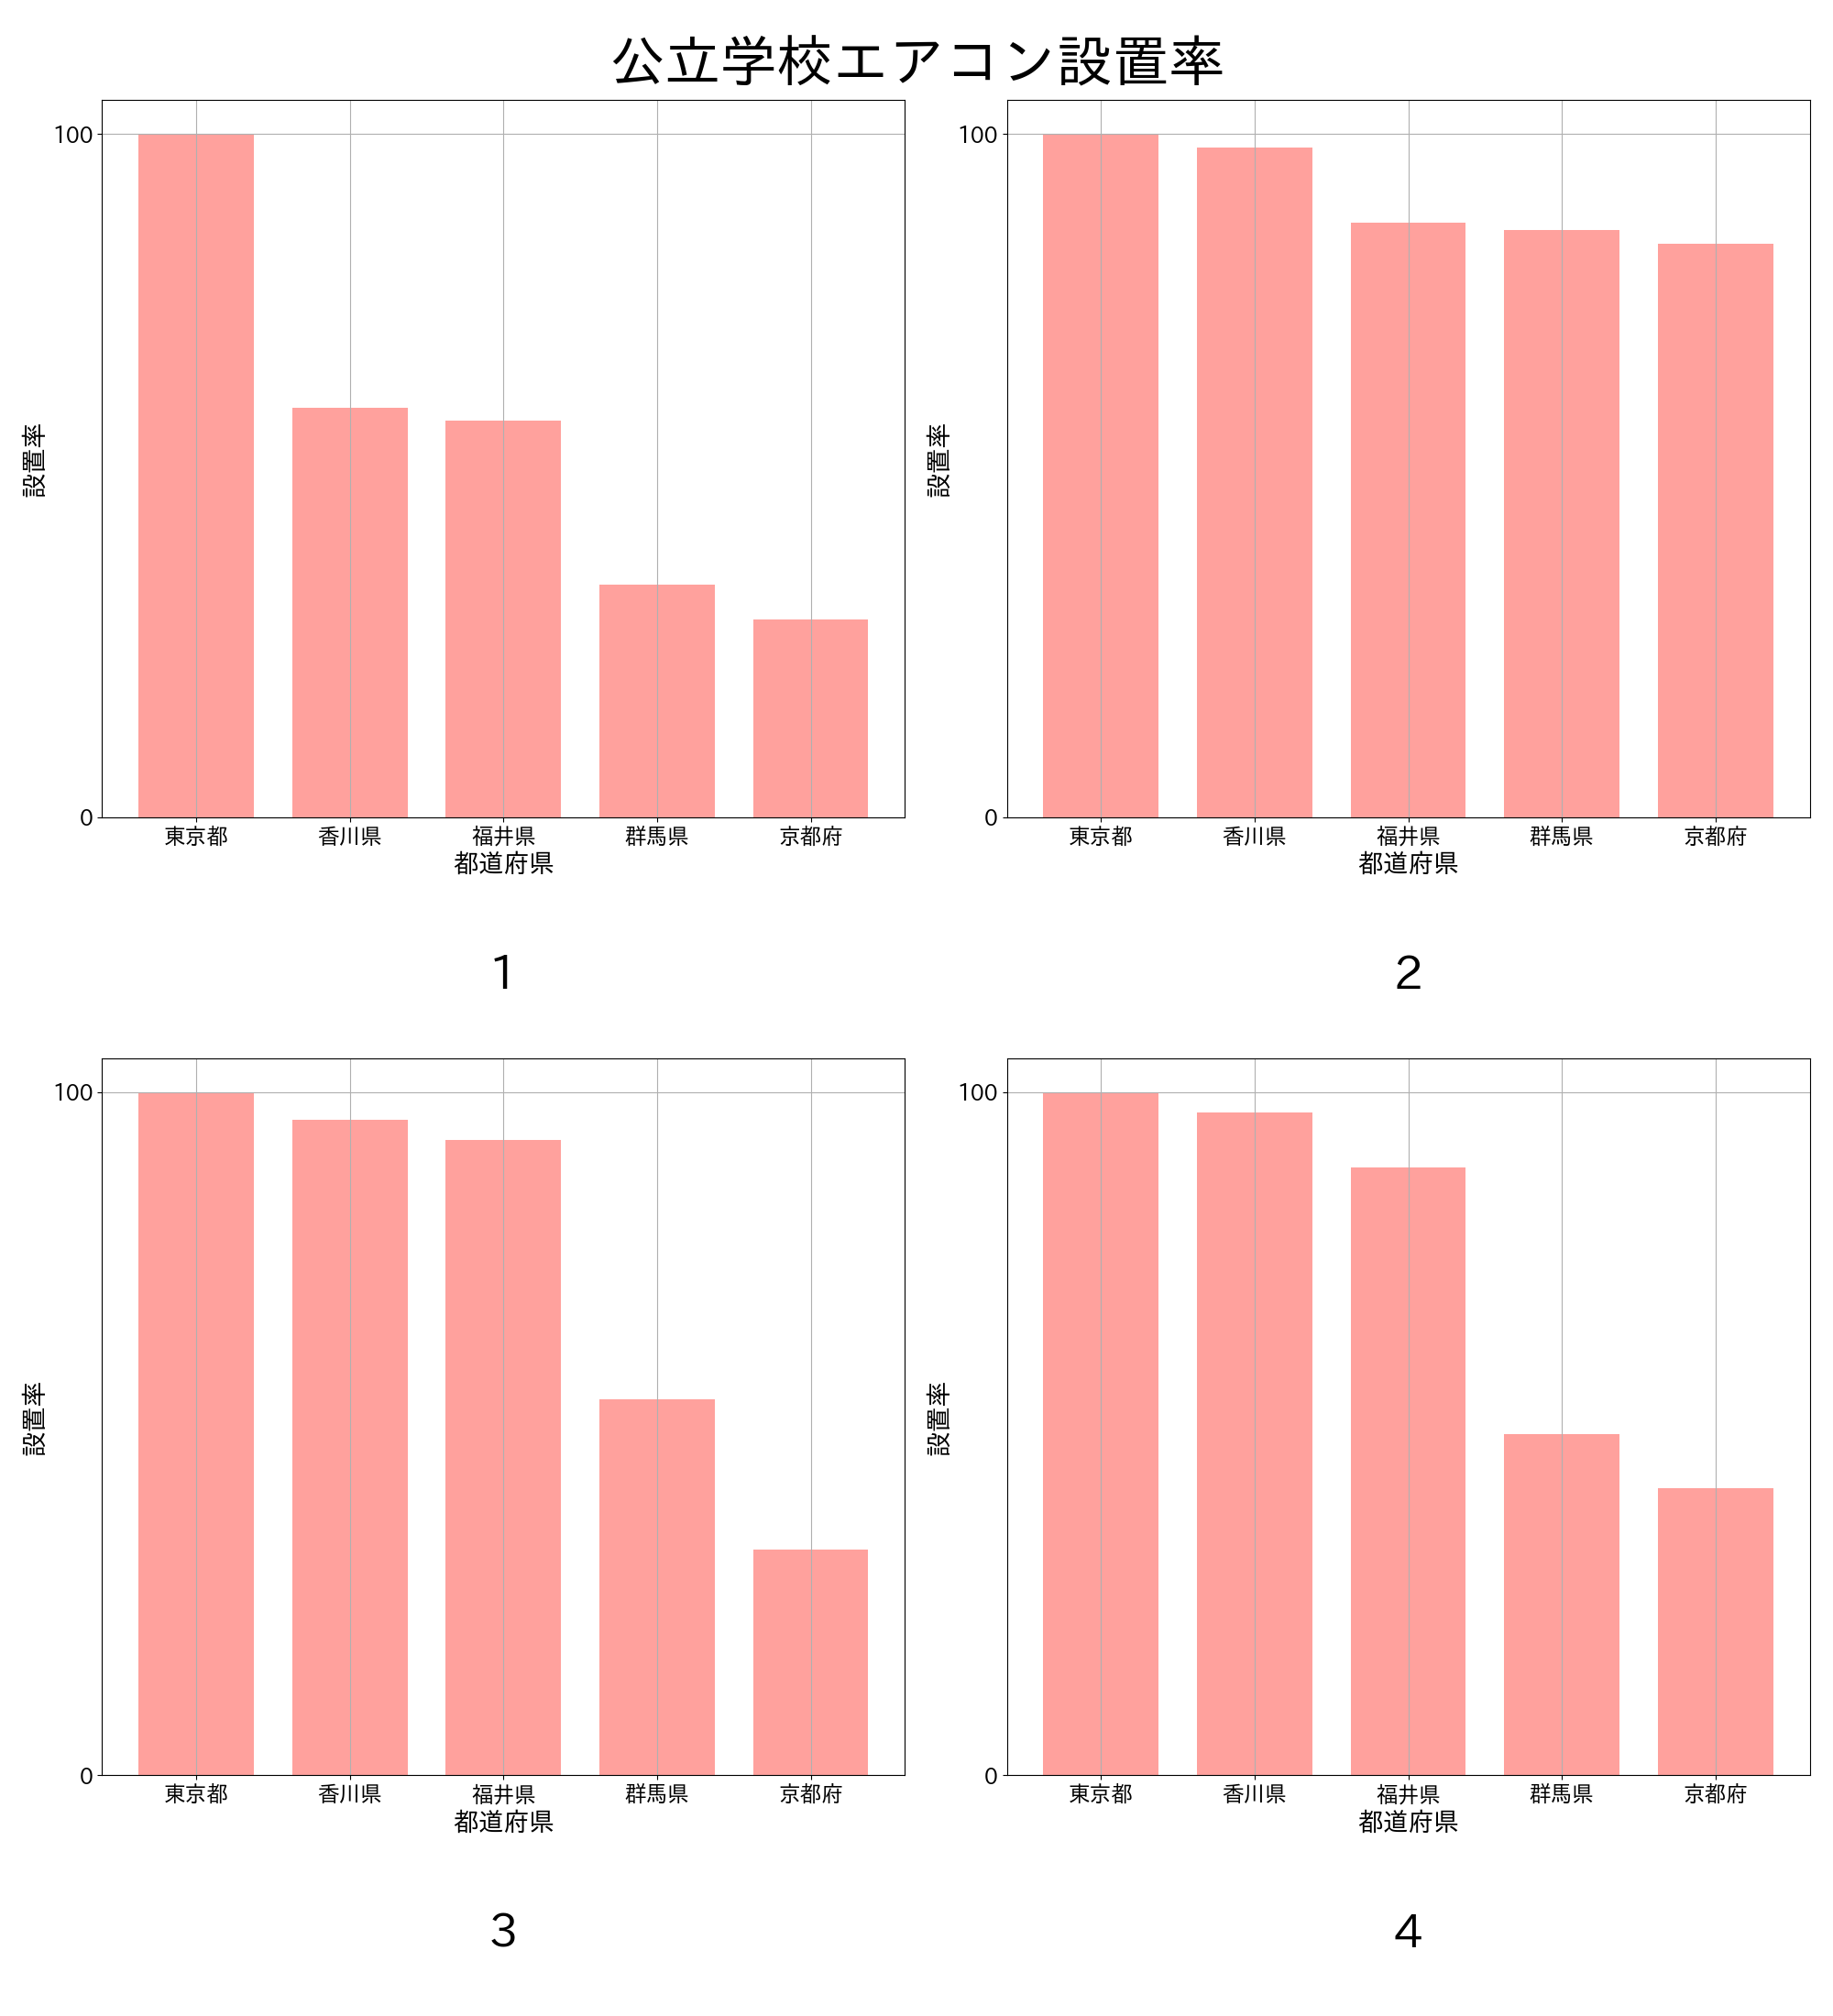 公立学校エアコン設置率
100
0
設置率
東京都 香川県 福井県 群馬県 京都府
都道府県
1
100
0
設置率
東京都 香川県 福井県 群馬県 京都府
都道府県
2
100
0
設置率
東京都 香川県 福井県 群馬県 京都府
都道府県
3
100
0
設置率
東京都 香川県 福井県 群馬県 京都府
都道府県
4